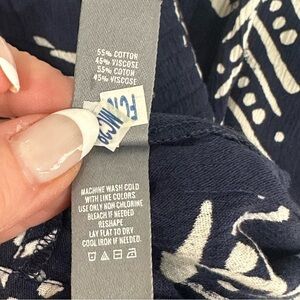 55% COTTON
45% VISCOSE
55% COTON
45% VISCOSE
MACHINE WASH COLD
WITH LIKE COLORS.
USE ONLY NON CHLORINE
BLEACH IF NEEDED
RESHAPE
LAY FLAT TO DRY
COOL IRON IF NEEDED.